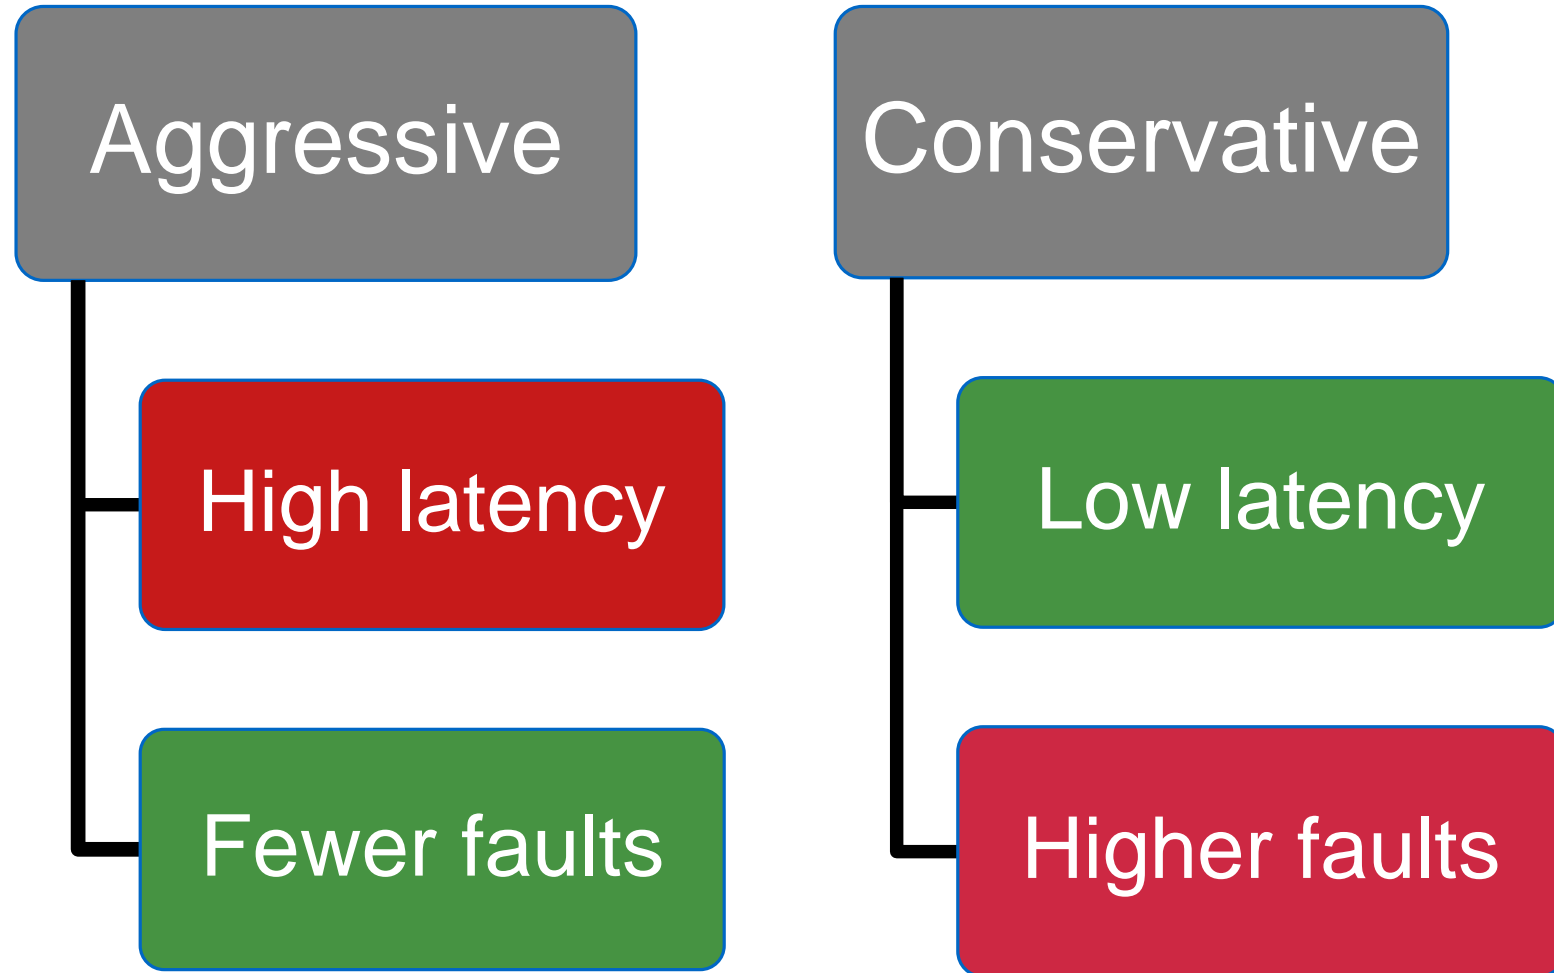 Aggressive
High latency
Fewer faults
Conservative
Low latency
Higher faults